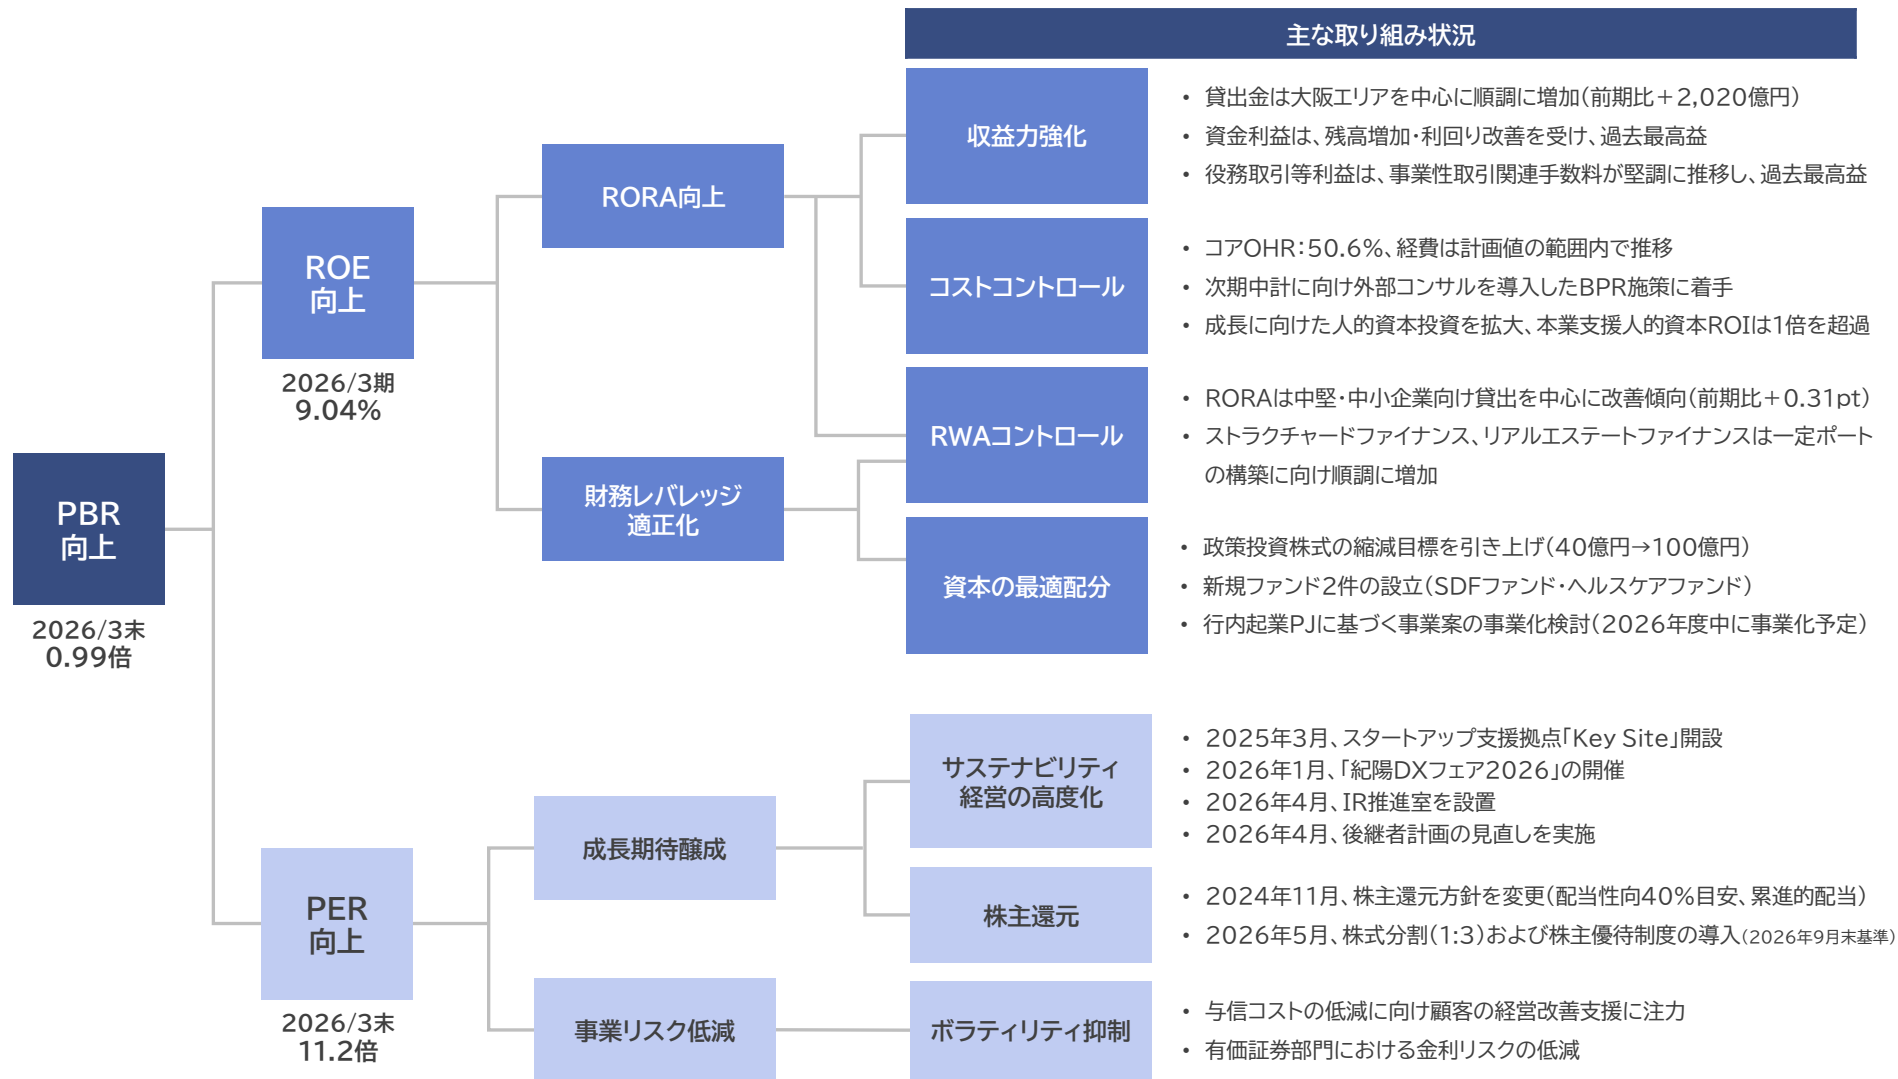 主な取り組み状況
PBR
向上
2026/3末
0.99倍
ROE
向上
2026/3期
9.04%
RORA向上
財務レバレッジ
適正化
収益力強化
・ 貸出金は大阪エリアを中心に順調に増加（前期比＋2,020億円）
・ 資金利益は、残高増加・利回り改善を受け、過去最高益
・ 役務取引等利益は、事業性取引関連手数料が堅調に推移し、過去最高益
コストコントロール
・ コアOHR：50.6%、経費は計画値の範囲内で推移
・ 次期中計に向け外部コンサルを導入したBPR施策に着手
・ 成長に向けた人的資本投資を拡大、本業支援人的資本ROIは1倍を超過
RWAコントロール
・ RORAは中堅・中小企業向け貸出を中心に改善傾向（前期比＋0.31pt）
・ ストラクチャードファイナンス、リアルエステートファイナンスは一定ポート
の構築に向け順調に増加
資本の最適配分
・ 政策投資株式の縮減目標を引き上げ（40億円→100億円）
・ 新規ファンド2件の設立（SDFファンド・ヘルスケアファンド）
・ 行内起業PJに基づく事業案の事業化検討（2026年度中に事業化予定）
PER
向上
2026/3末
11.2倍
成長期待醸成
事業リスク低減
サステナビリティ
経営の高度化
・ 2025年3月、スタートアップ支援拠点「Key Site」開設
・ 2026年1月、「紀陽DXフェア2026」の開催
・ 2026年4月、IR推進室を設置
・ 2026年4月、後継者計画の見直しを実施
株主還元
・ 2024年11月、株主還元方針を変更（配当性向40%目安、累進的配当）
・ 2026年5月、株式分割（1:3）および株主優待制度の導入（2026年9月末基準）
ボラティリティ抑制
・ 与信コストの低減に向け顧客の経営改善支援に注力
・ 有価証券部門における金利リスクの低減